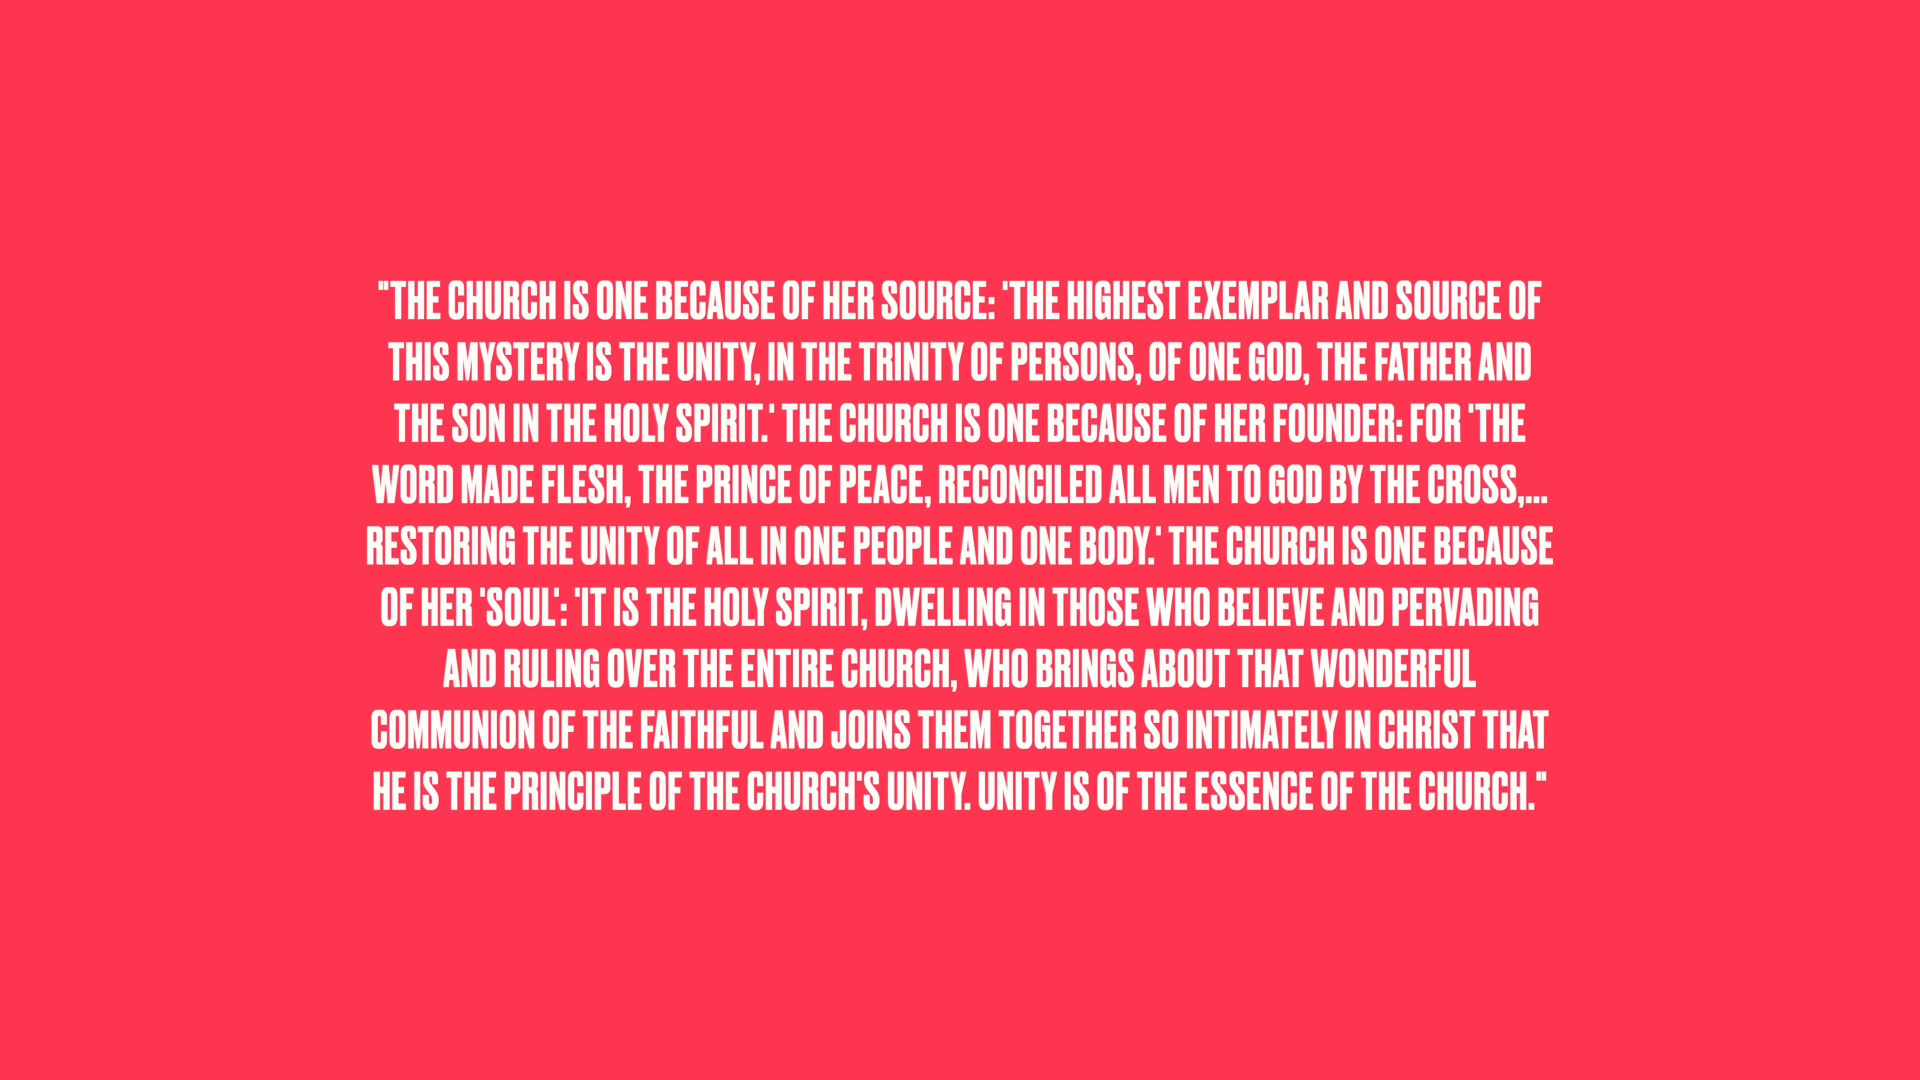 "THE CHURCH IS ONE BECAUSE OF HER SOURCE: 'THE HIGHEST EXEMPLAR AND SOURCE OF
THIS MYSTERY IS THE UNITY, IN THE TRINITY OF PERSONS, OF ONE GOD, THE FATHER AND
THE SON IN THE HOLY SPIRIT.' THE CHURCH IS ONE BECAUSE OF HER FOUNDER: FOR 'THE
WORD MADE FLESH, THE PRINCE OF PEACE, RECONCILED ALL MEN TO GOD BY THE CROSS,...
RESTORING THE UNITY OF ALL IN ONE PEOPLE AND ONE BODY.' THE CHURCH IS ONE BECAUSE
OF HER 'SOUL': 'IT IS THE HOLY SPIRIT, DWELLING IN THOSE WHO BELIEVE AND PERVADING
AND RULING OVER THE ENTIRE CHURCH, WHO BRINGS ABOUT THAT WONDERFUL
COMMUNION OF THE FAITHFUL AND JOINS THEM TOGETHER SO INTIMATELY IN CHRIST THAT
HE IS THE PRINCIPLE OF THE CHURCH'S UNITY. UNITY IS OF THE ESSENCE OF THE CHURCH."